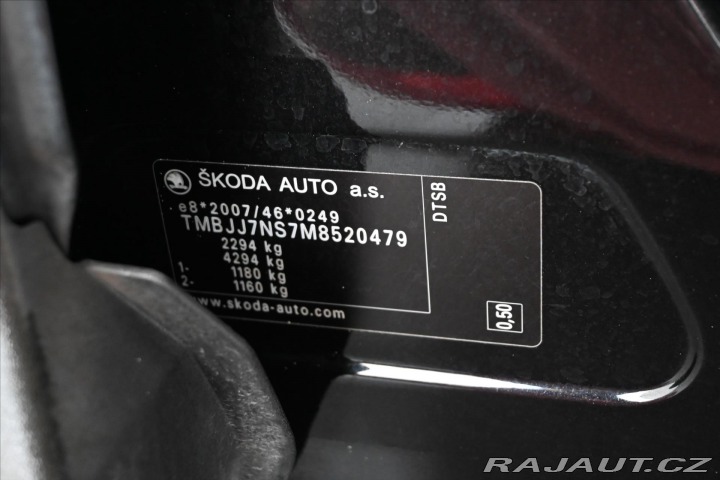 ŠKODA AUTO a.s.
e8*2007/46*0249
TMBJJ7NS7M8520479
2294 kg
4294 kg
1- 1180 kg
2- 1160 kg
www.skoda-auto.com
DTSB
0,50
RAJAUT.CZ